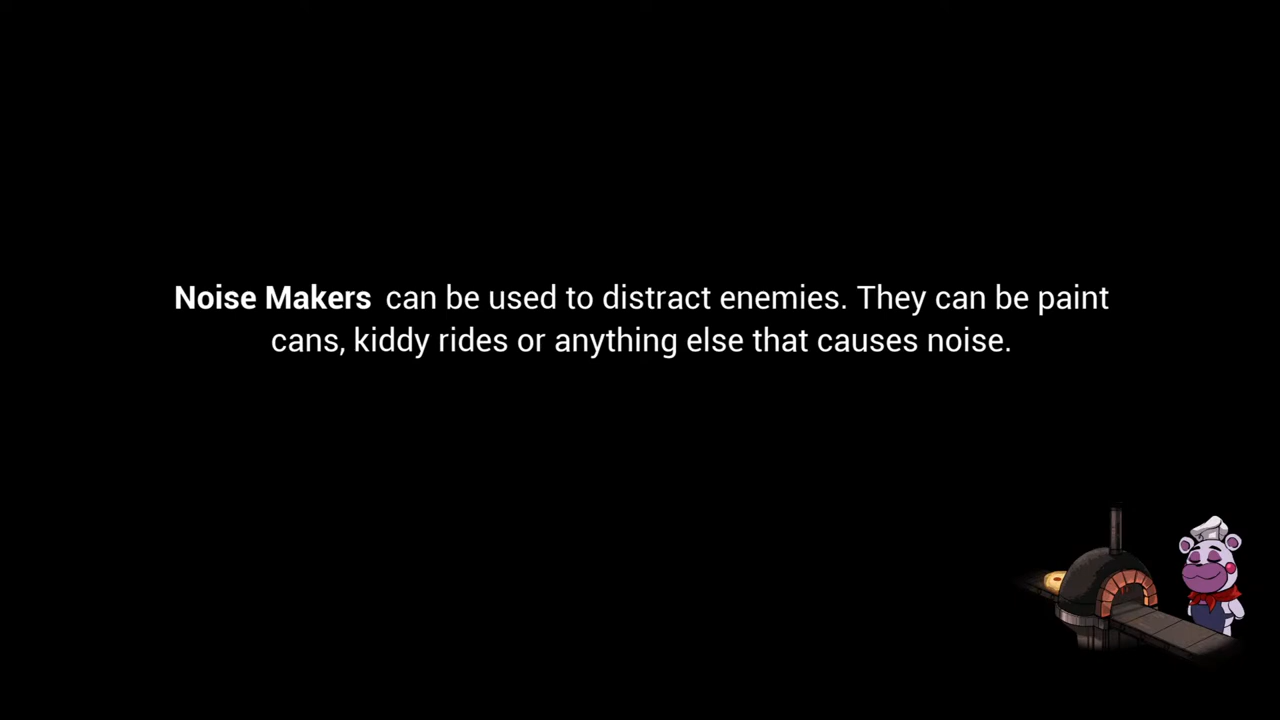 Noise Makers can be used to distract enemies. They can be paint
cans, kiddy rides or anything else that causes noise.